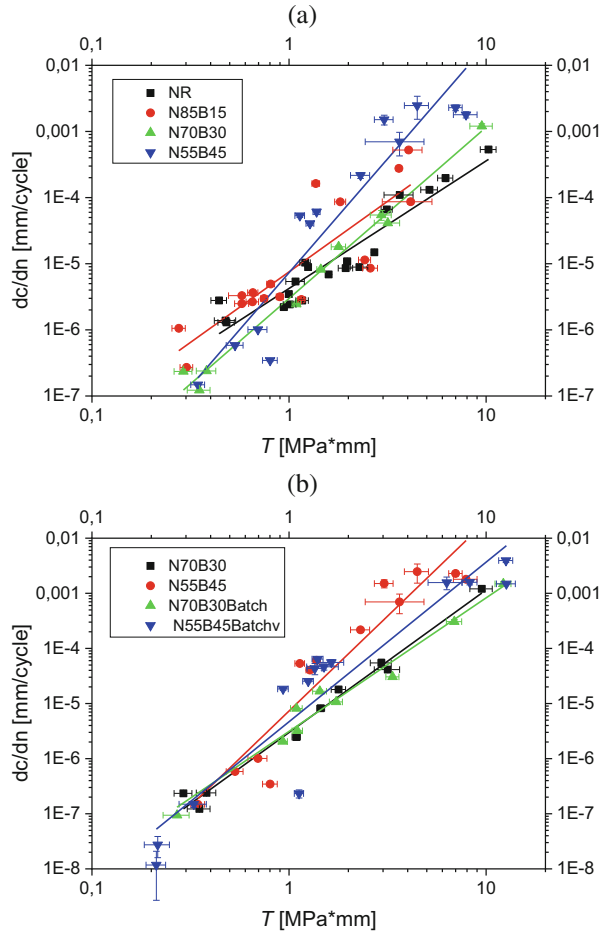 (a)
0,1 1 10
0,01 0,01
NR
N85B15
N70B30
N55B45
0,001 0,001
1E-4 1E-4
1E-5 1E-5
1E-6 1E-6
1E-7 1E-7
dc/dn [mm/cycle]
0,1 1 10
T [MPa*mm]
(b)
0,1 1 10
0,01 0,01
N70B30
N55B45
N70B30Batch
N55B45Batchv
0,001 0,001
1E-4 1E-4
1E-5 1E-5
1E-6 1E-6
1E-7 1E-7
1E-8 1E-8
dc/dn [mm/cycle]
0,1 1 10
T [MPa*mm]